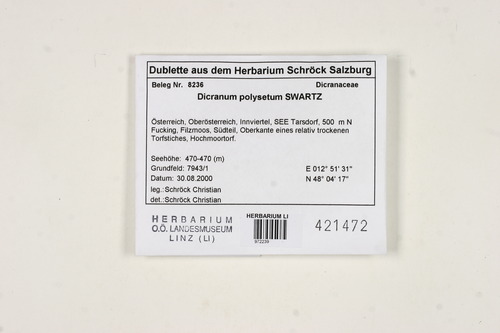 Dublette aus dem Herbarium Schröck Salzburg
Beleg Nr. 8236 Dicranaceae
Dicranum polysetum SWARTZ
Österreich, Oberösterreich, Innviertel, SEE Tarsdorf, 500 m N
Fucking, Filzmoos, Südteil, Oberkante eines relativ trockenen
Torfstiches, Hochmoortorf.
Seehöhe: 470-470 (m)
Grundfeld: 7943/1 E 012° 51' 31"
Datum: 30.08.2000 N 48° 04' 17"
leg.:Schröck Christian
det.:Schröck Christian
HERBARIUM
O.Ö. LANDESMUSEUM
LINZ (LI)
HERBARIUM LI
972239
421472